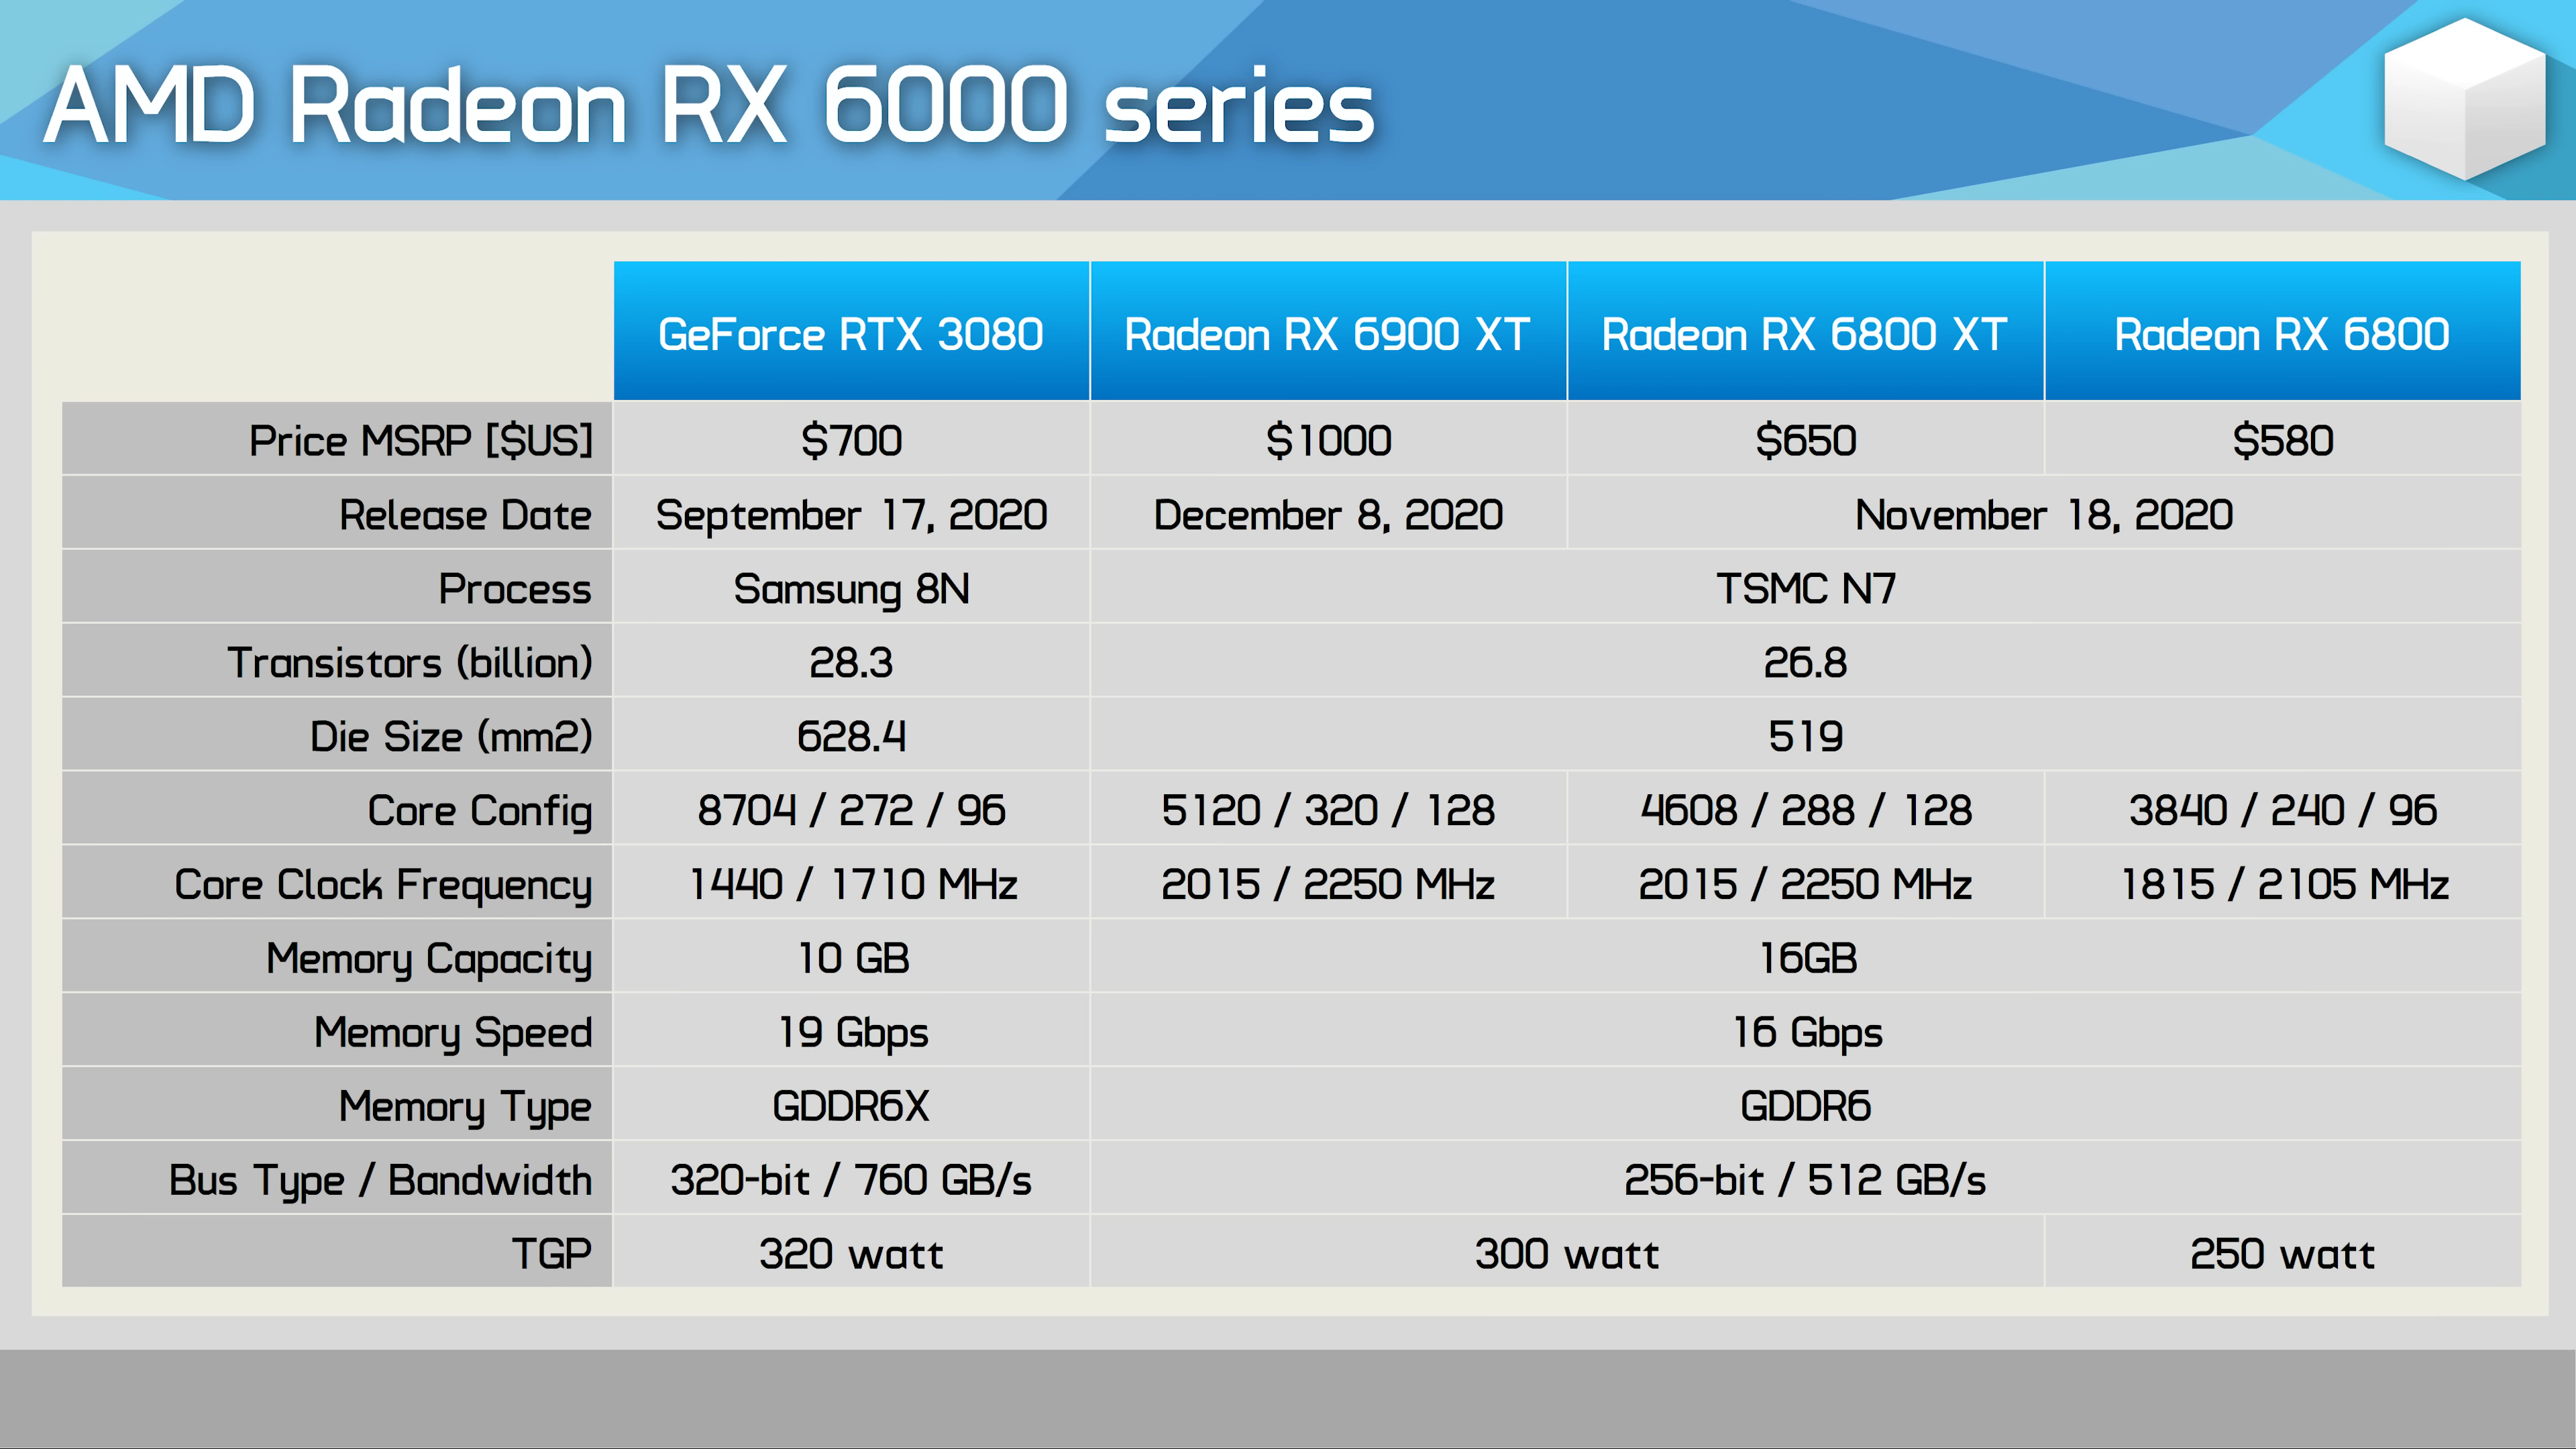 AMD Radeon RX 6000 series
GeForce RTX 3080 Radeon RX 6900 XT Radeon RX 6800 XT Radeon RX 6800
Price MSRP [$US] $700 $1000 $650 $580
Release Date September 17, 2020 December 8, 2020 November 18, 2020
Process Samsung 8N TSMC N7
Transistors (billion) 28.3 26.8
Die Size (mm2) 628.4 519
Core Config 8704 / 272 / 96 5120 / 320 / 128 4608 / 288 / 128 3840 / 240 / 96
Core Clock Frequency 1440 / 1710 MHz 2015 / 2250 MHz 2015 / 2250 MHz 1815 / 2105 MHz
Memory Capacity 10 GB 16GB
Memory Speed 19 Gbps 16 Gbps
Memory Type GDDR6X GDDR6
Bus Type / Bandwidth 320-bit / 760 GB/s 256-bit / 512 GB/s
TGP 320 watt 300 watt 250 watt